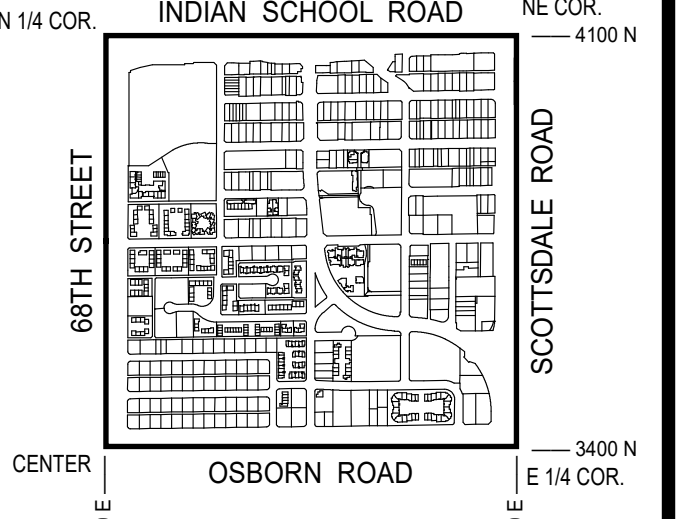 INDIAN SCHOOL ROAD
NE COR.
N 1/4 COR.
4100 N
68TH STREET
SCOTTSDALE ROAD
3400 N
CENTER
OSBORN ROAD
E 1/4 COR.
E
E